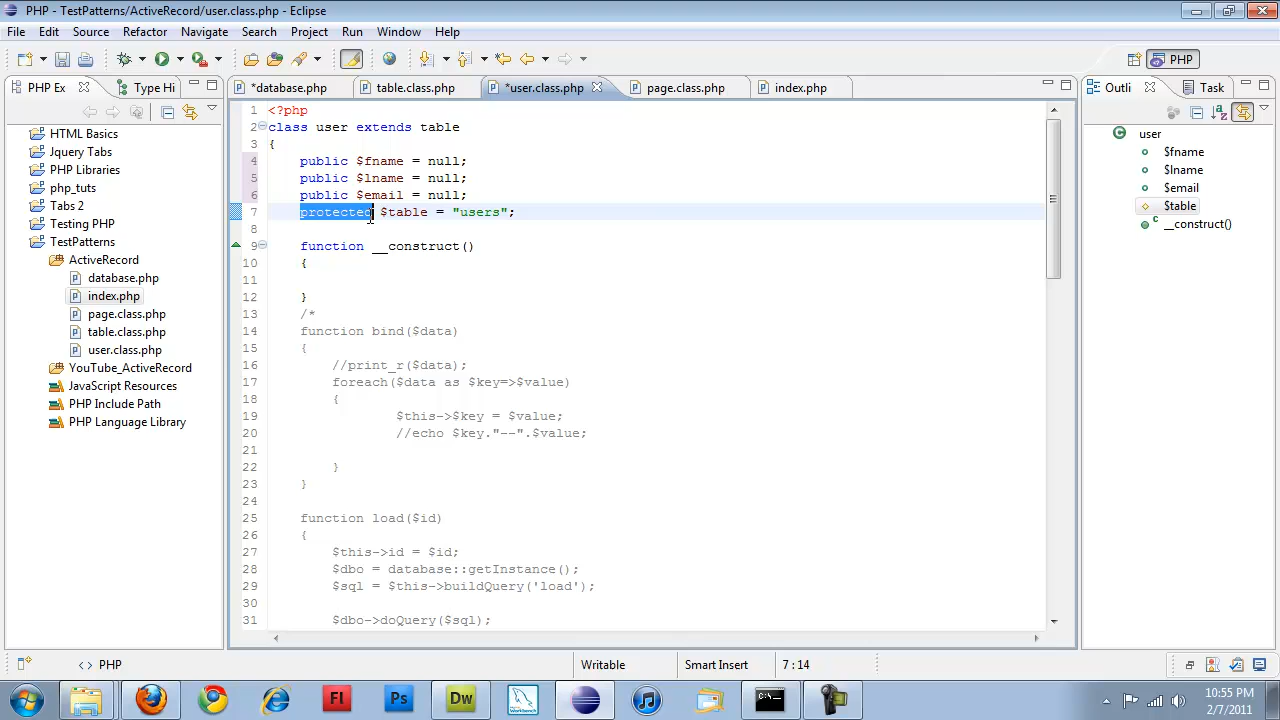 PHP - TestPatterns/ActiveRecord/user.class.php - Eclipse
File Edit Source Refactor Navigate Search Project Run Window Help
PHP
PHP Ex
Type Hi
*database.php
table.class.php
*user.class.php
page.class.php
index.php
Outli
Task
HTML Basics
Jquery Tabs
PHP Libraries
php_tuts
Tabs 2
Testing PHP
TestPatterns
ActiveRecord
database.php
index.php
page.class.php
table.class.php
user.class.php
YouTube_ActiveRecord
JavaScript Resources
PHP Include Path
PHP Language Library
1 <?php
2 class user extends table
3 {
4 public $fname = null;
5 public $lname = null;
6 public $email = null;
7 protected $table = "users";
8
9 function __construct()
10 {
11
12 }
13 /*
14 function bind($data)
15 {
16 //print_r($data);
17 foreach($data as $key=>$value)
18 {
19 $this->$key = $value;
20 //echo $key."--".$value;
21
22 }
23 }
24
25 function load($id)
26 {
27 $this->id = $id;
28 $dbo = database::getInstance();
29 $sql = $this->buildQuery('load');
30
31 $dbo->doQuery($sql);
user
$fname
$lname
$email
$table
__construct()
<> PHP
Writable
Smart Insert
7 : 14
Fl
Ps
Dw
Workbench
C:\
10:55 PM
2/7/2011